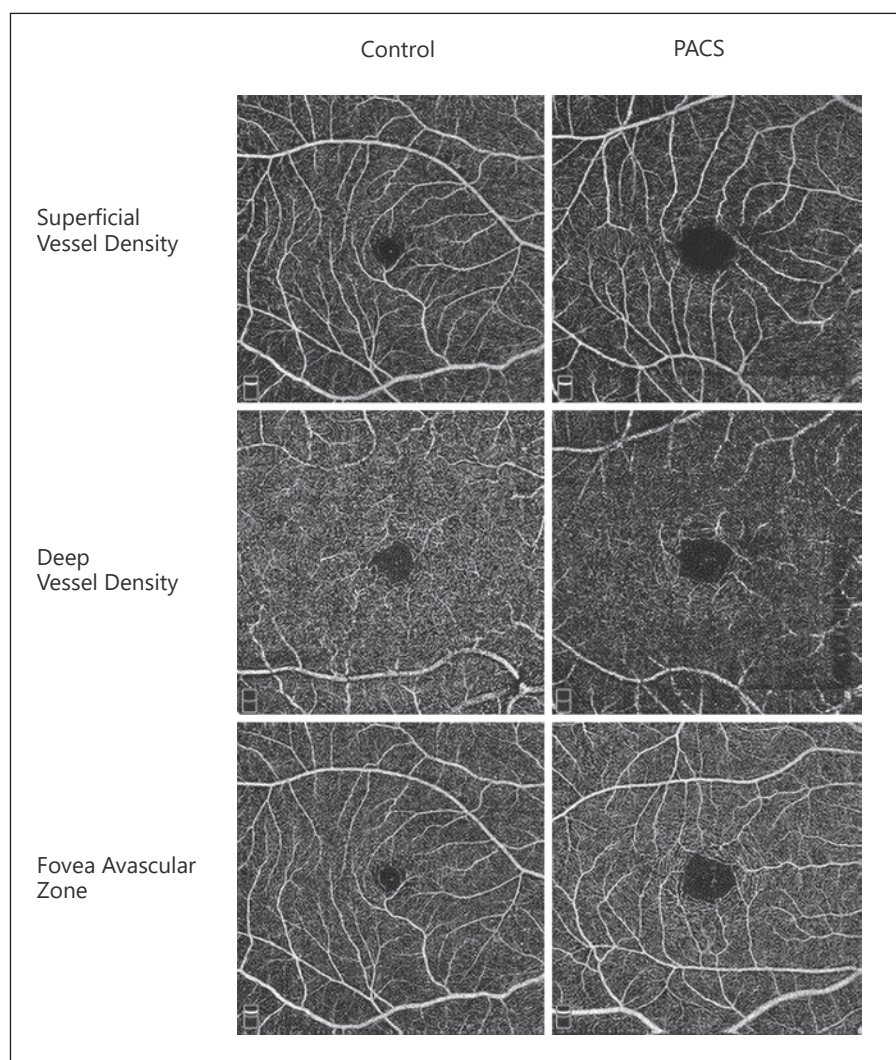 Control
PACS
Superficial
Vessel Density
Deep
Vessel Density
Fovea Avascular
Zone